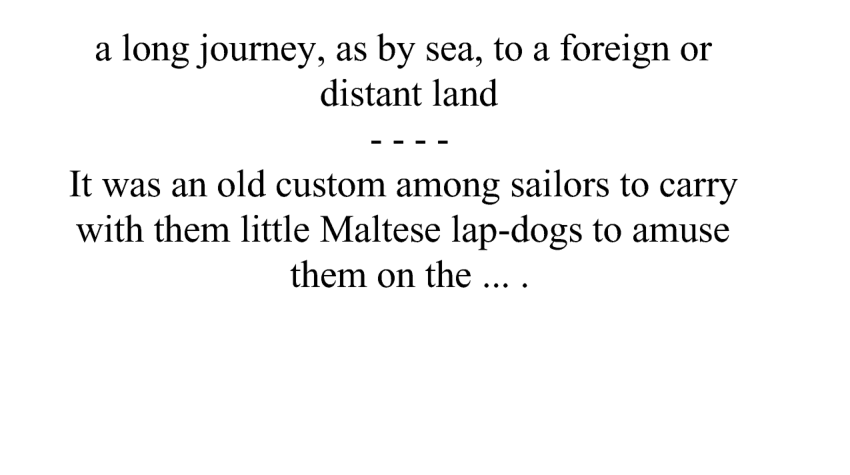 a long journey, as by sea, to a foreign or
distant land
- - - -
It was an old custom among sailors to carry
with them little Maltese lap-dogs to amuse
them on the ... .